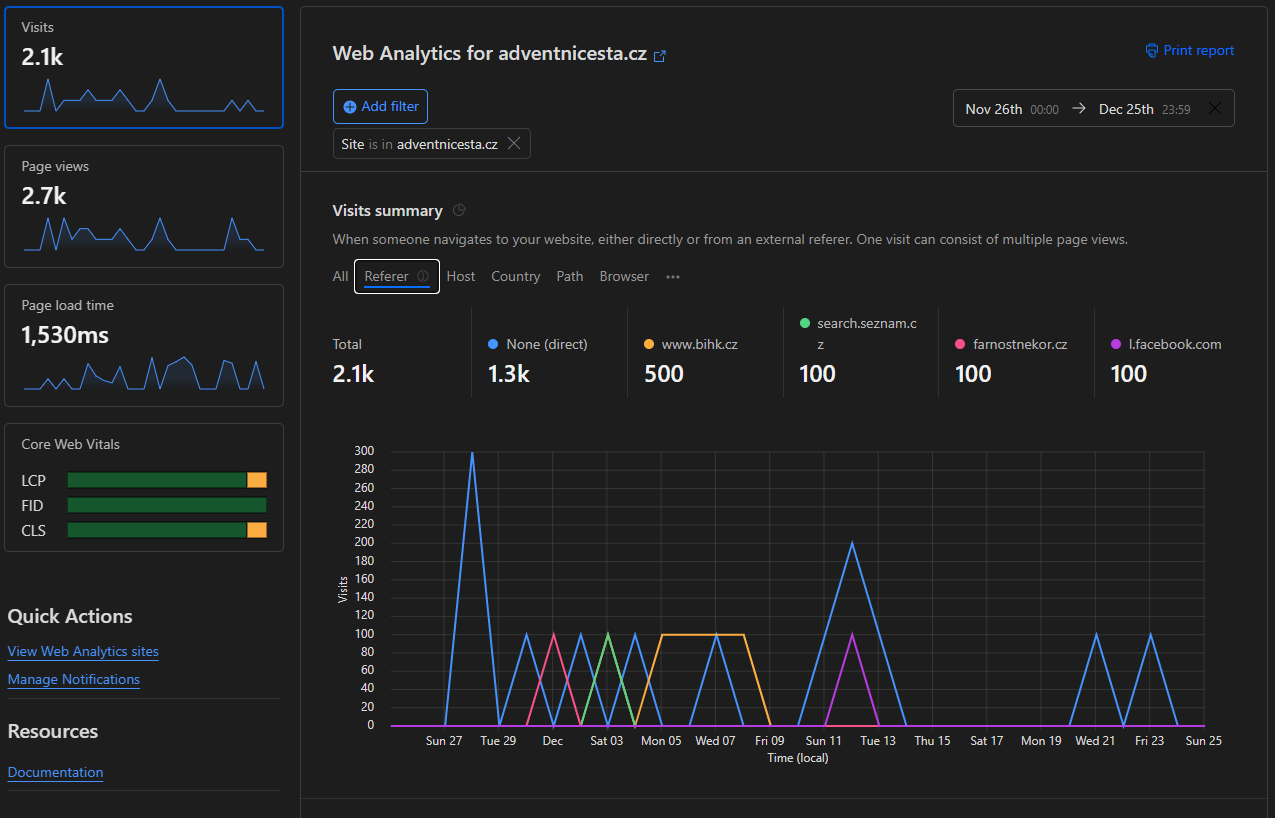 Visits
2.1k
Page views
2.7k
Page load time
1,530ms
Core Web Vitals
LCP
FID
CLS
Quick Actions
View Web Analytics sites
Manage Notifications
Resources
Documentation
Web Analytics for adventnicesta.cz
Print report
Add filter
Nov 26th 00:00 → Dec 25th 23:59
Site is in adventnicesta.cz
Visits summary
When someone navigates to your website, either directly or from an external referer. One visit can consist of multiple page views.
All Referer Host Country Path Browser
Total
2.1k
None (direct)
1.3k
www.bihk.cz
500
search.seznam.c
z
100
farnostnekor.cz
100
l.facebook.com
100
300
280
260
240
220
200
180
160
140
120
100
80
60
40
20
0
Visits
Sun 27 Tue 29 Dec Sat 03 Mon 05 Wed 07 Fri 09 Sun 11 Tue 13 Thu 15 Sat 17 Mon 19 Wed 21 Fri 23 Sun 25
Time (local)